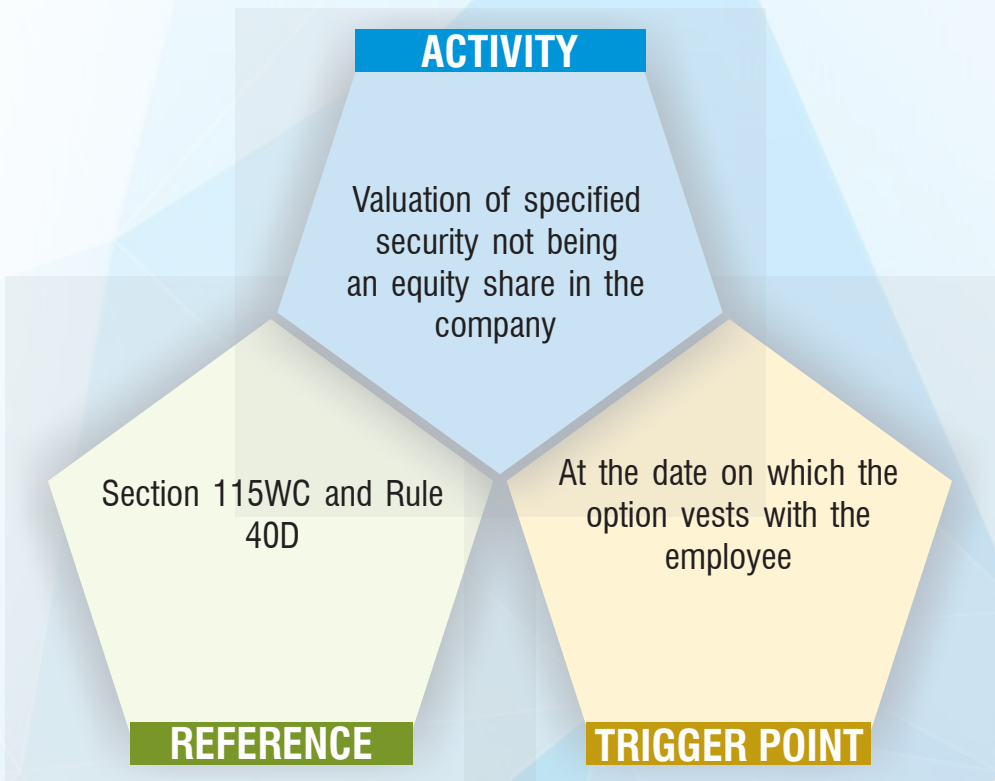 ACTIVITY
Valuation of specified
security not being
an equity share in the
company
Section 115WC and Rule
40D
REFERENCE
At the date on which the
option vests with the
employee
TRIGGER POINT